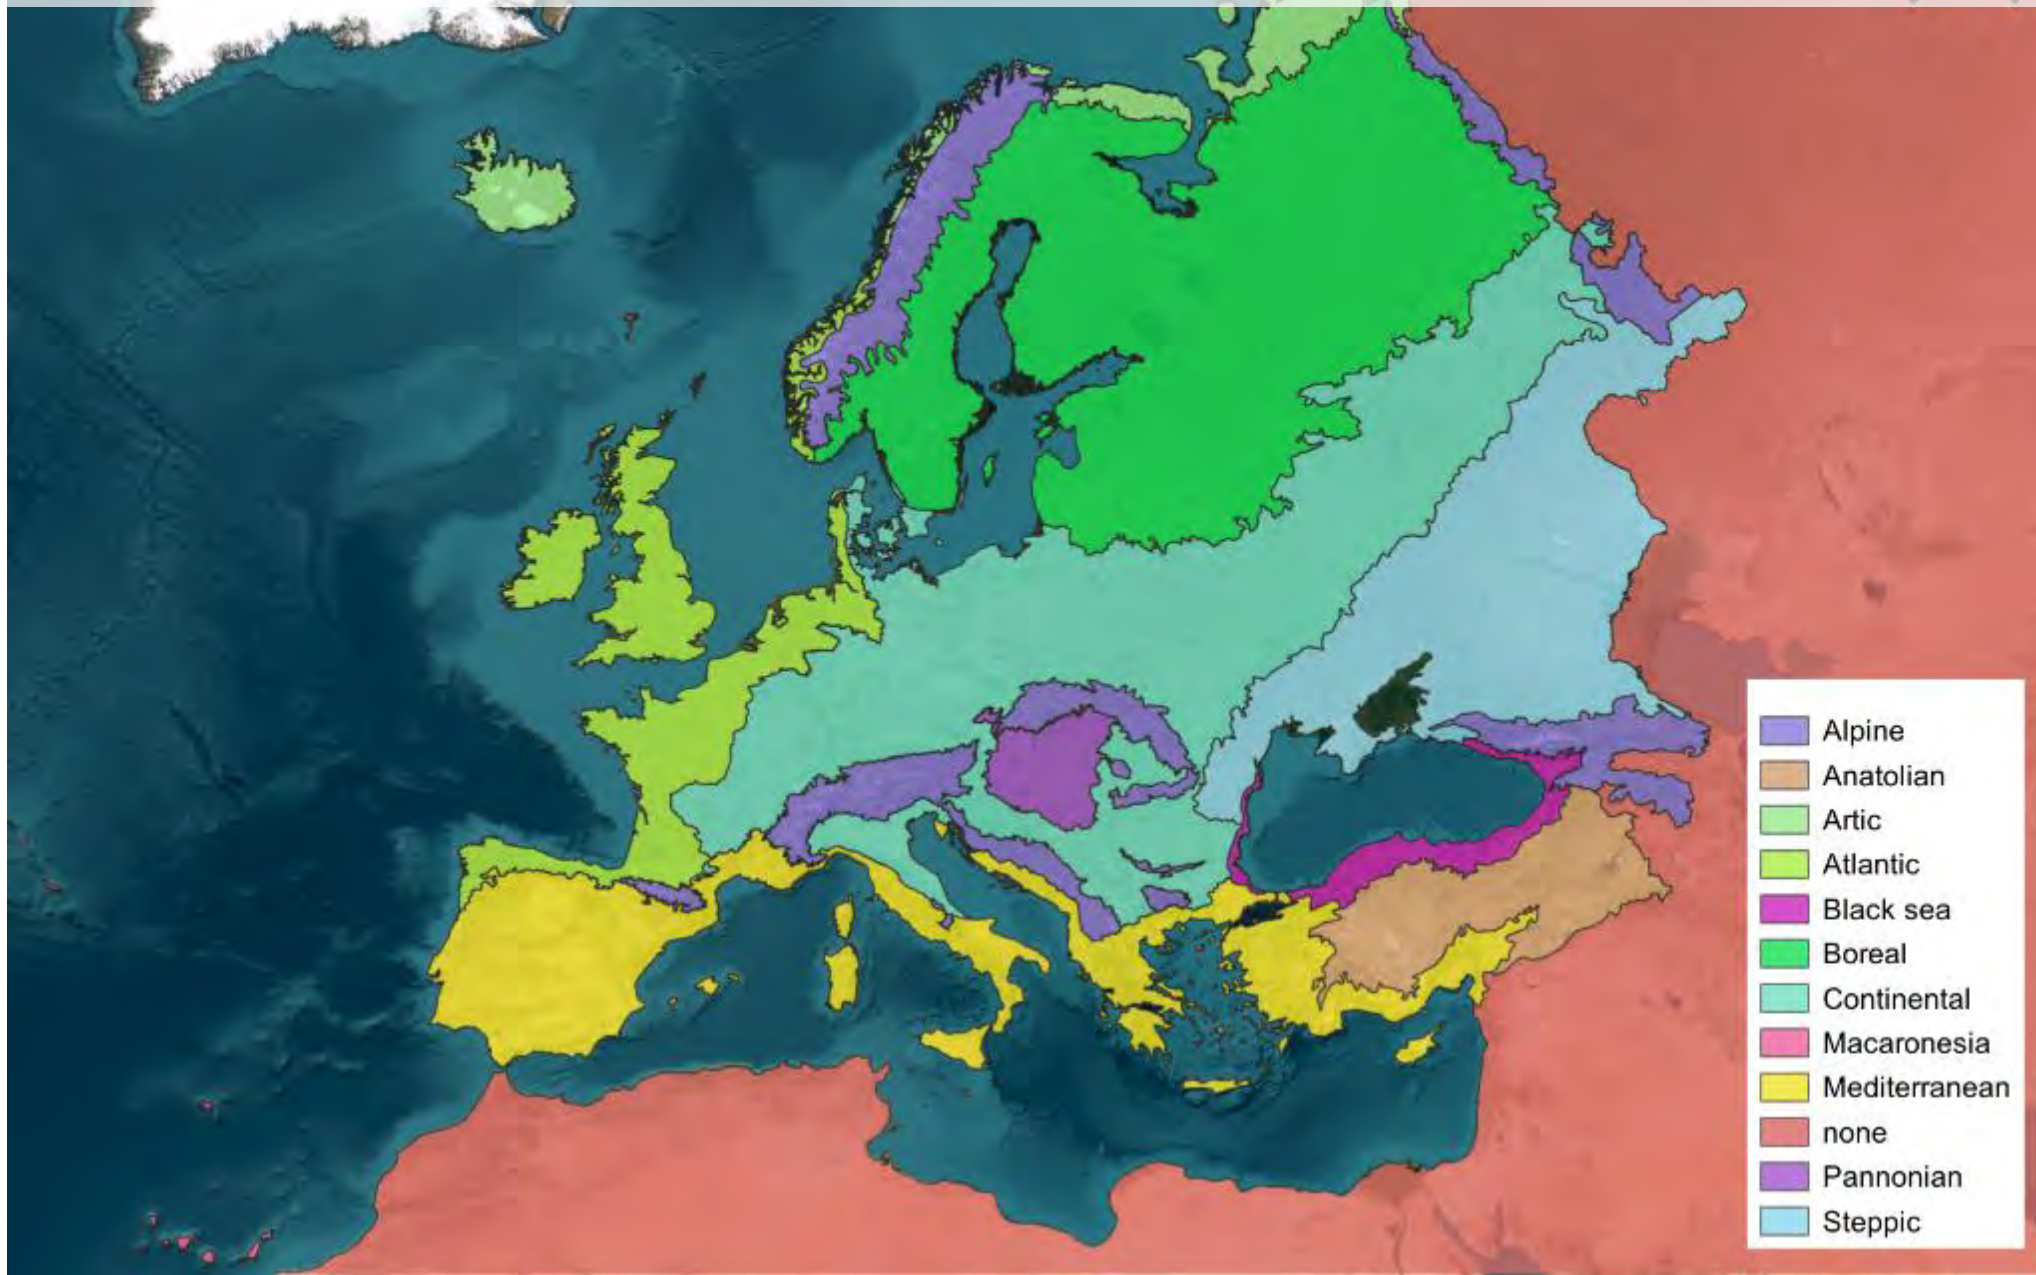 Alpine
Anatolian
Artic
Atlantic
Black sea
Boreal
Continental
Macaronesia
Mediterranean
none
Pannonian
Steppic